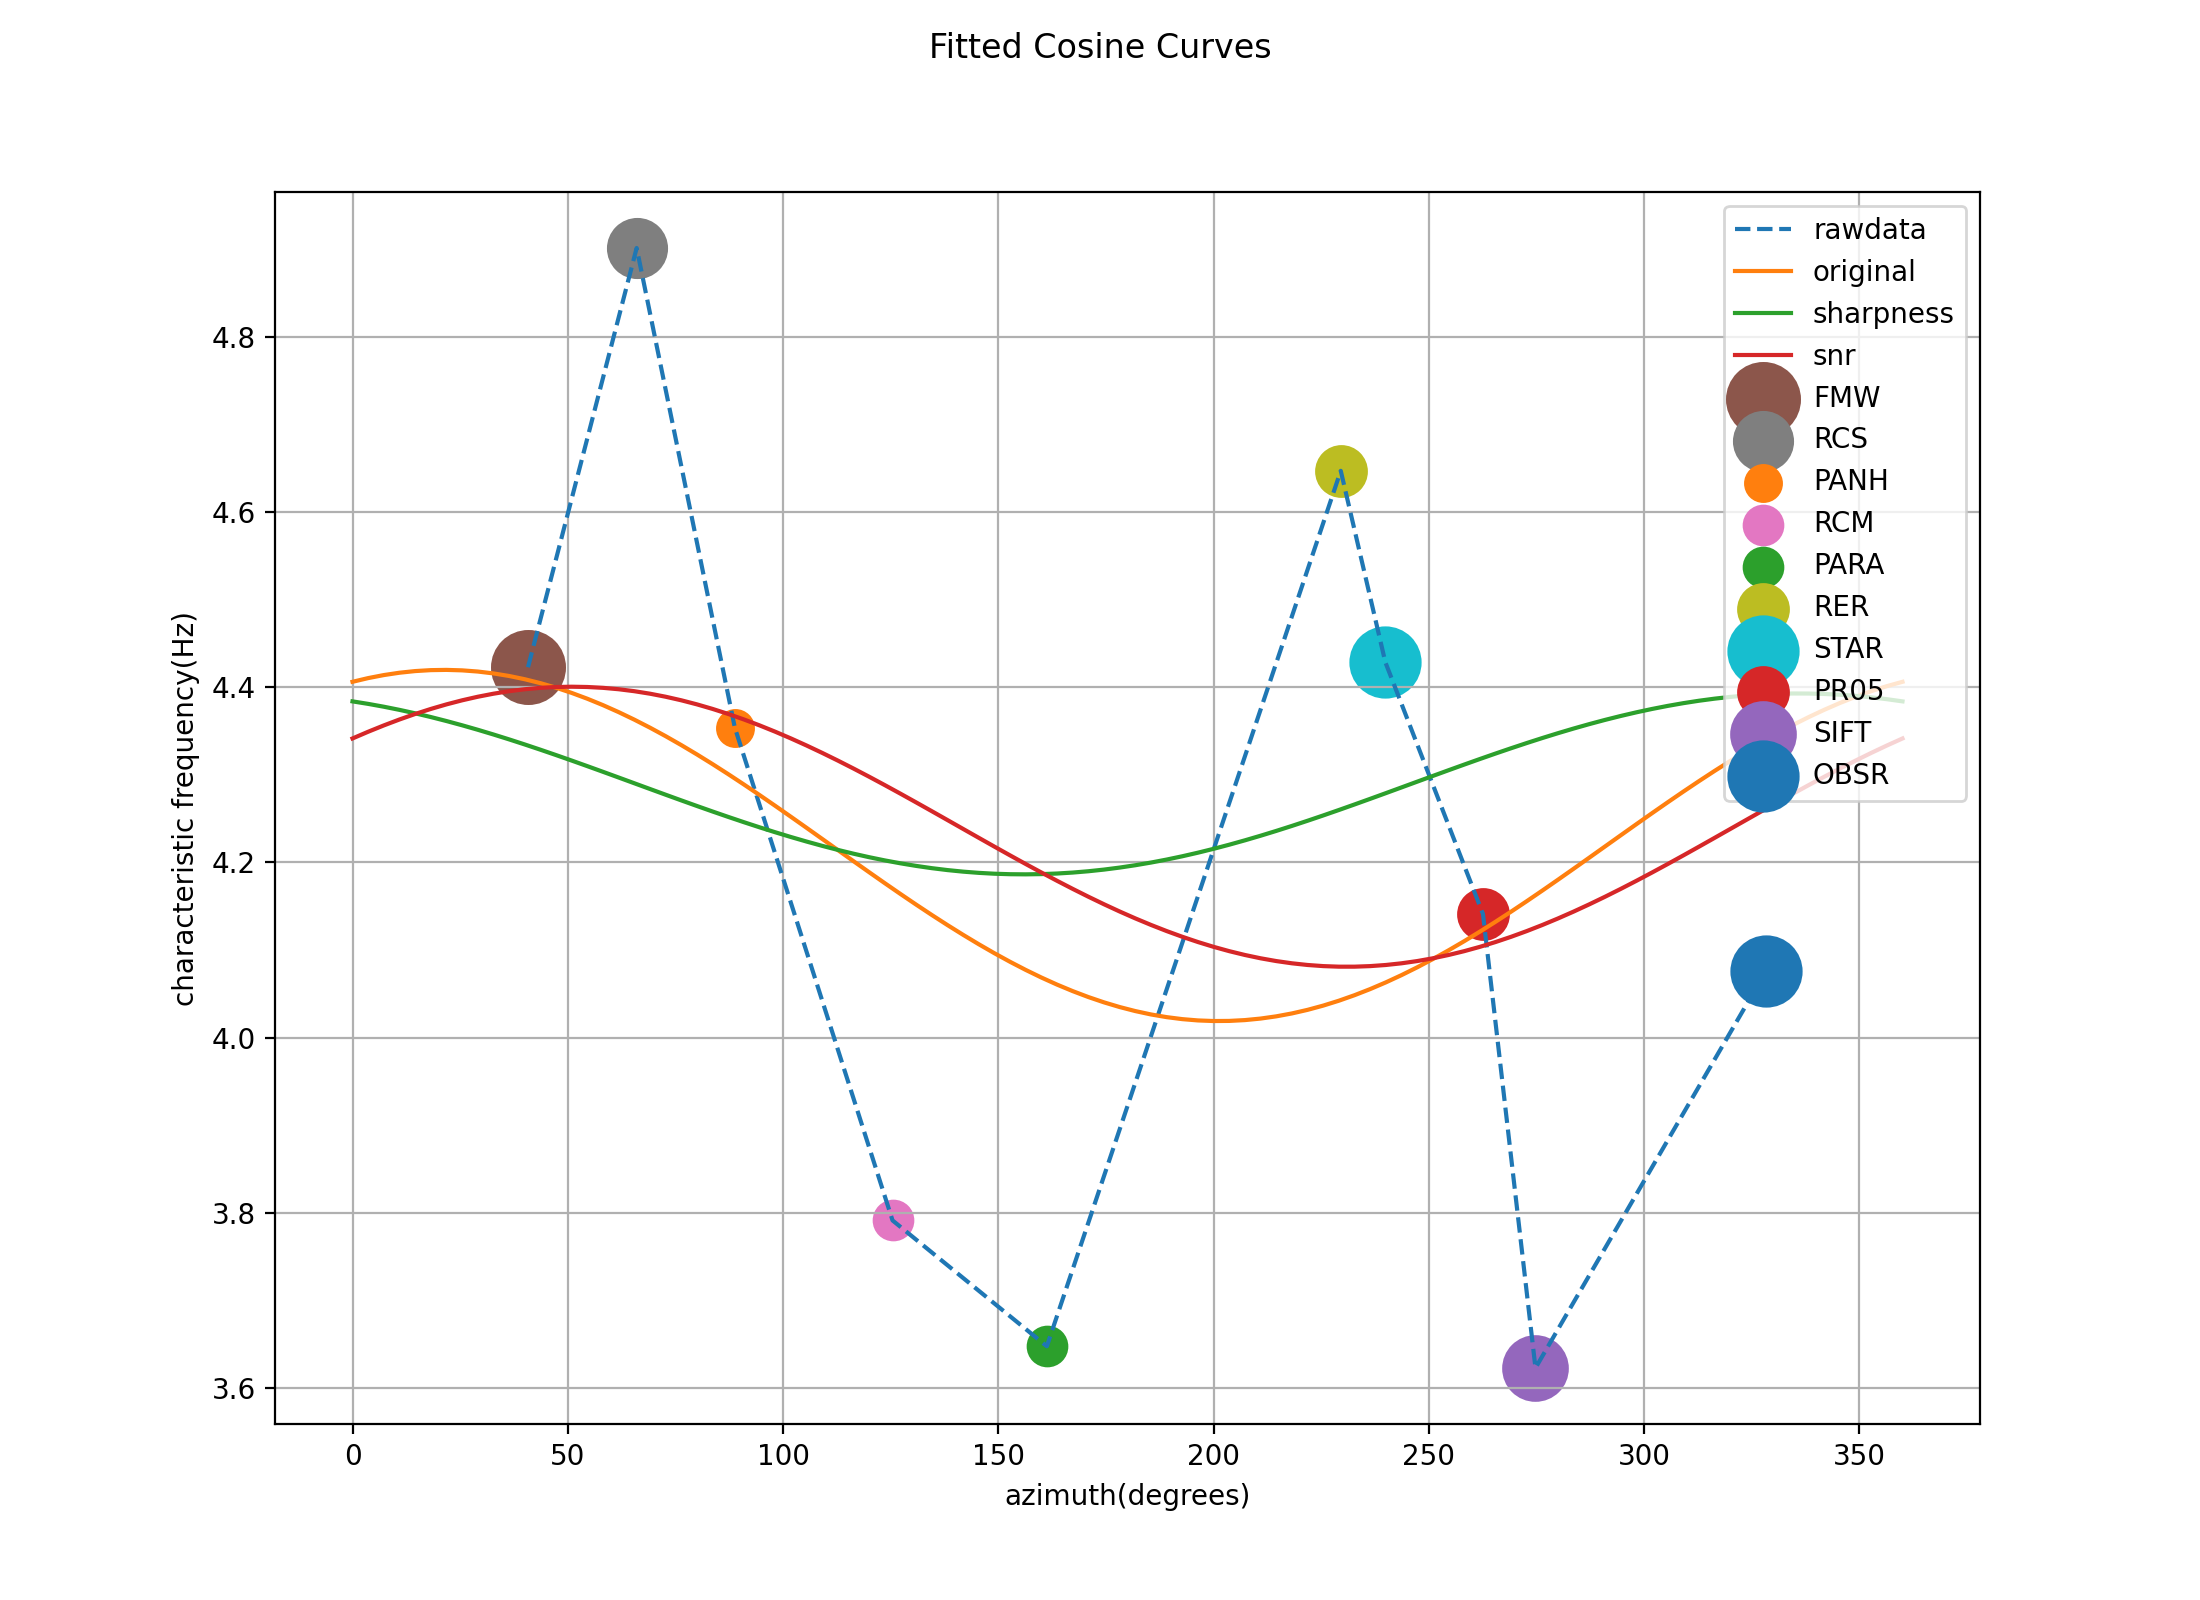 Fitted Cosine Curves
rawdata
original
sharpness
snr
FMW
RCS
PANH
RCM
PARA
RER
STAR
PR05
SIFT
OBSR
characteristic frequency(Hz)
4.8
4.6
4.4
4.2
4.0
3.8
3.6
0 50 100 150 200 250 300 350
azimuth(degrees)